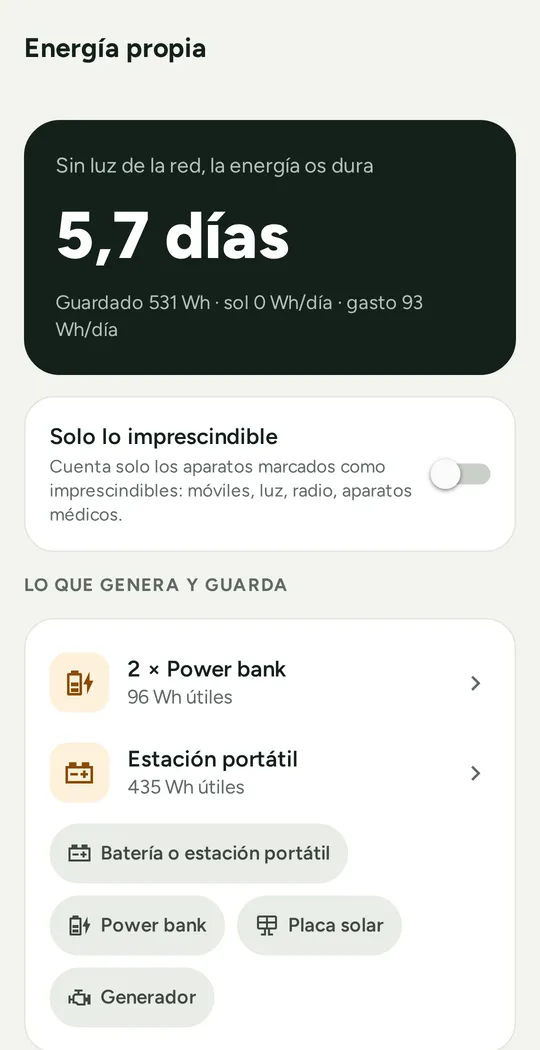 Energía propia
Sin luz de la red, la energía os dura
5,7 días
Guardado 531 Wh · sol 0 Wh/día · gasto 93
Wh/día
Solo lo imprescindible
Cuenta solo los aparatos marcados como
imprescindibles: móviles, luz, radio, aparatos
médicos.
LO QUE GENERA Y GUARDA
2 × Power bank
96 Wh útiles
Estación portátil
435 Wh útiles
Batería o estación portátil
Power bank
Placa solar
Generador